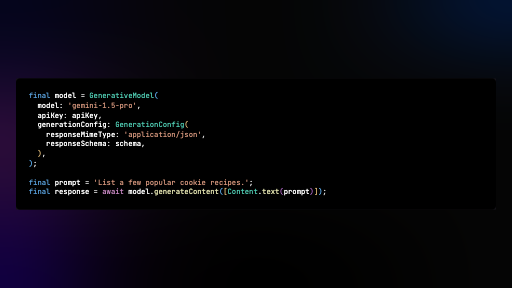 final model = GenerativeModel(
  model: 'gemini-1.5-pro',
  apiKey: apiKey,
  generationConfig: GenerationConfig(
    responseMimeType: 'application/json',
    responseSchema: schema,
  ),
);

final prompt = 'List a few popular cookie recipes.';
final response = await model.generateContent([Content.text(prompt)]);